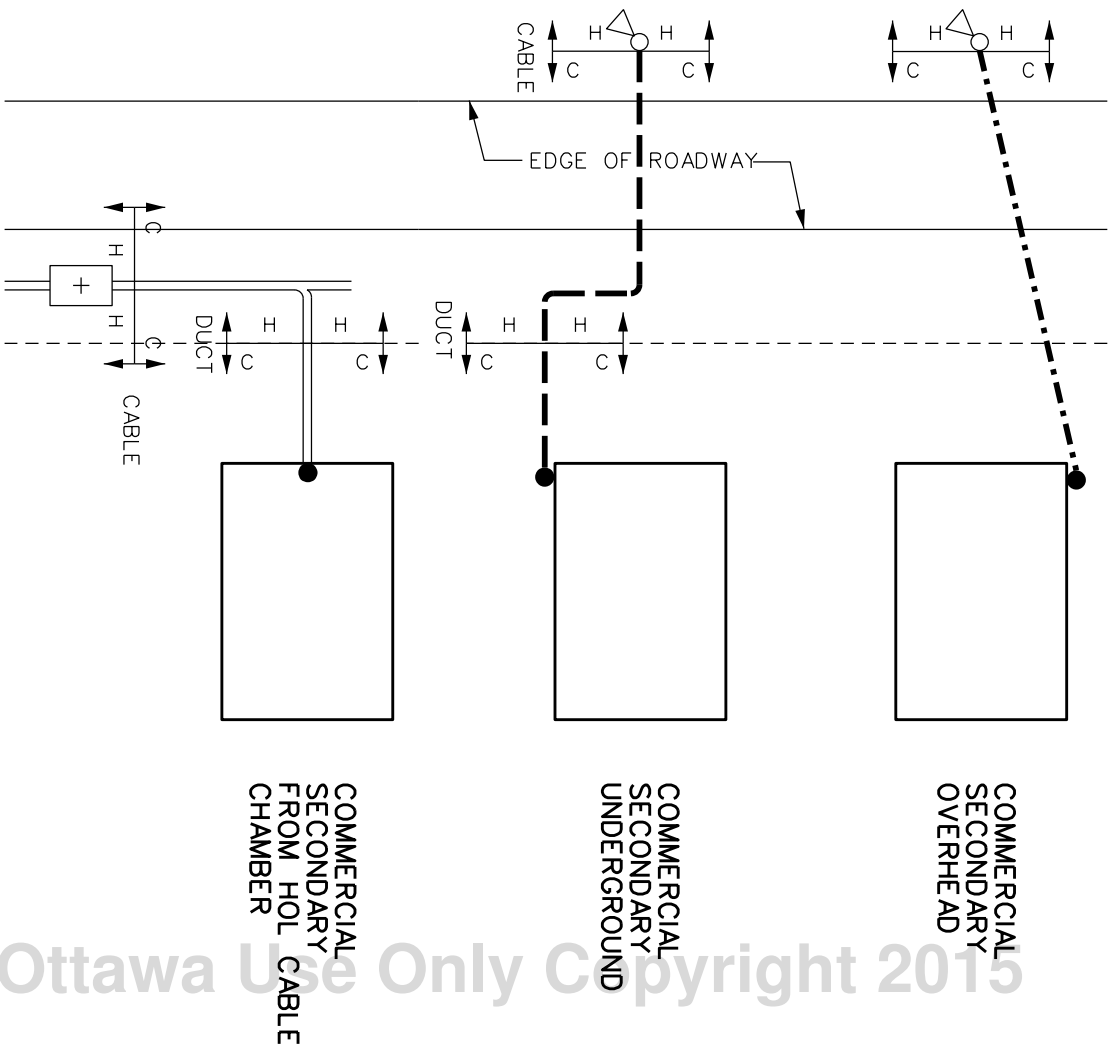 H
H
H
H
CABLE
C
C
C
C
EDGE OF ROADWAY
C
H
H
C
CABLE
DUCT
H
H
C
C
DUCT
H
H
C
C
COMMERCIAL
SECONDARY
FROM HOL CABLE
CHAMBER
COMMERCIAL
SECONDARY
UNDERGROUND
COMMERCIAL
SECONDARY
OVERHEAD
Ottawa Use Only Copyright 2015